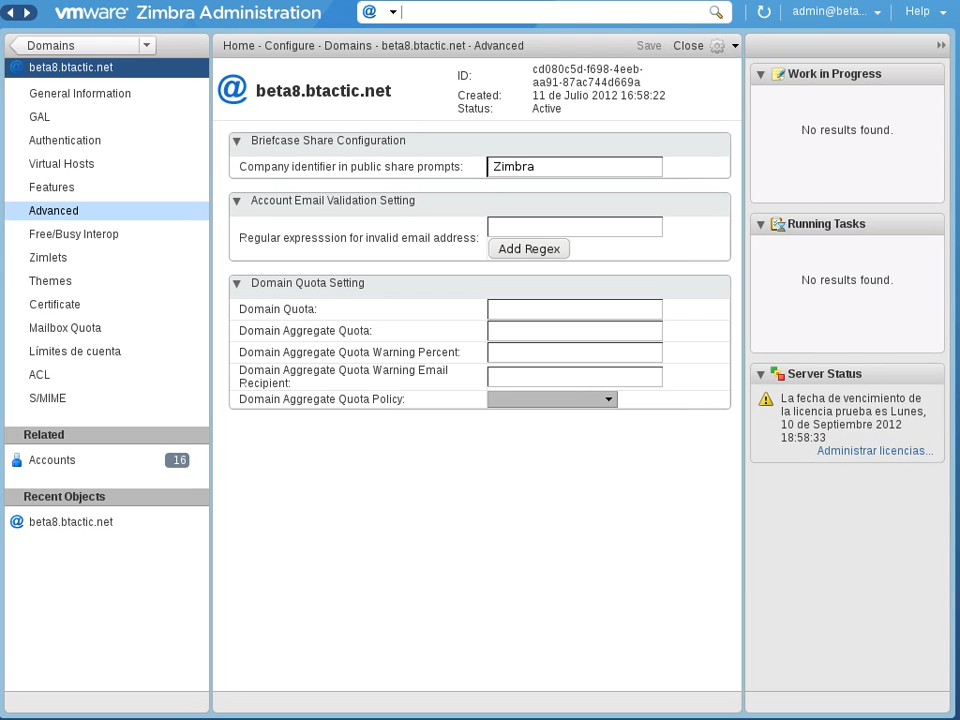 vmware Zimbra Administration
@
admin@beta...
Help
Domains
beta8.btactic.net
General Information
GAL
Authentication
Virtual Hosts
Features
Advanced
Free/Busy Interop
Zimlets
Themes
Certificate
Mailbox Quota
Límites de cuenta
ACL
S/MIME
Related
Accounts 16
Recent Objects
@ beta8.btactic.net
Home - Configure - Domains - beta8.btactic.net - Advanced
Save Close
@ beta8.btactic.net
ID: cd080c5d-f698-4eeb-
aa91-87ac744d669a
Created: 11 de Julio 2012 16:58:22
Status: Active
Briefcase Share Configuration
Company identifier in public share prompts: Zimbra
Account Email Validation Setting
Regular expresssion for invalid email address:
Add Regex
Domain Quota Setting
Domain Quota:
Domain Aggregate Quota:
Domain Aggregate Quota Warning Percent:
Domain Aggregate Quota Warning Email
Recipient:
Domain Aggregate Quota Policy:
Work in Progress
No results found.
Running Tasks
No results found.
Server Status
La fecha de vencimiento de
la licencia prueba es Lunes,
10 de Septiembre 2012
18:58:33
Administrar licencias...